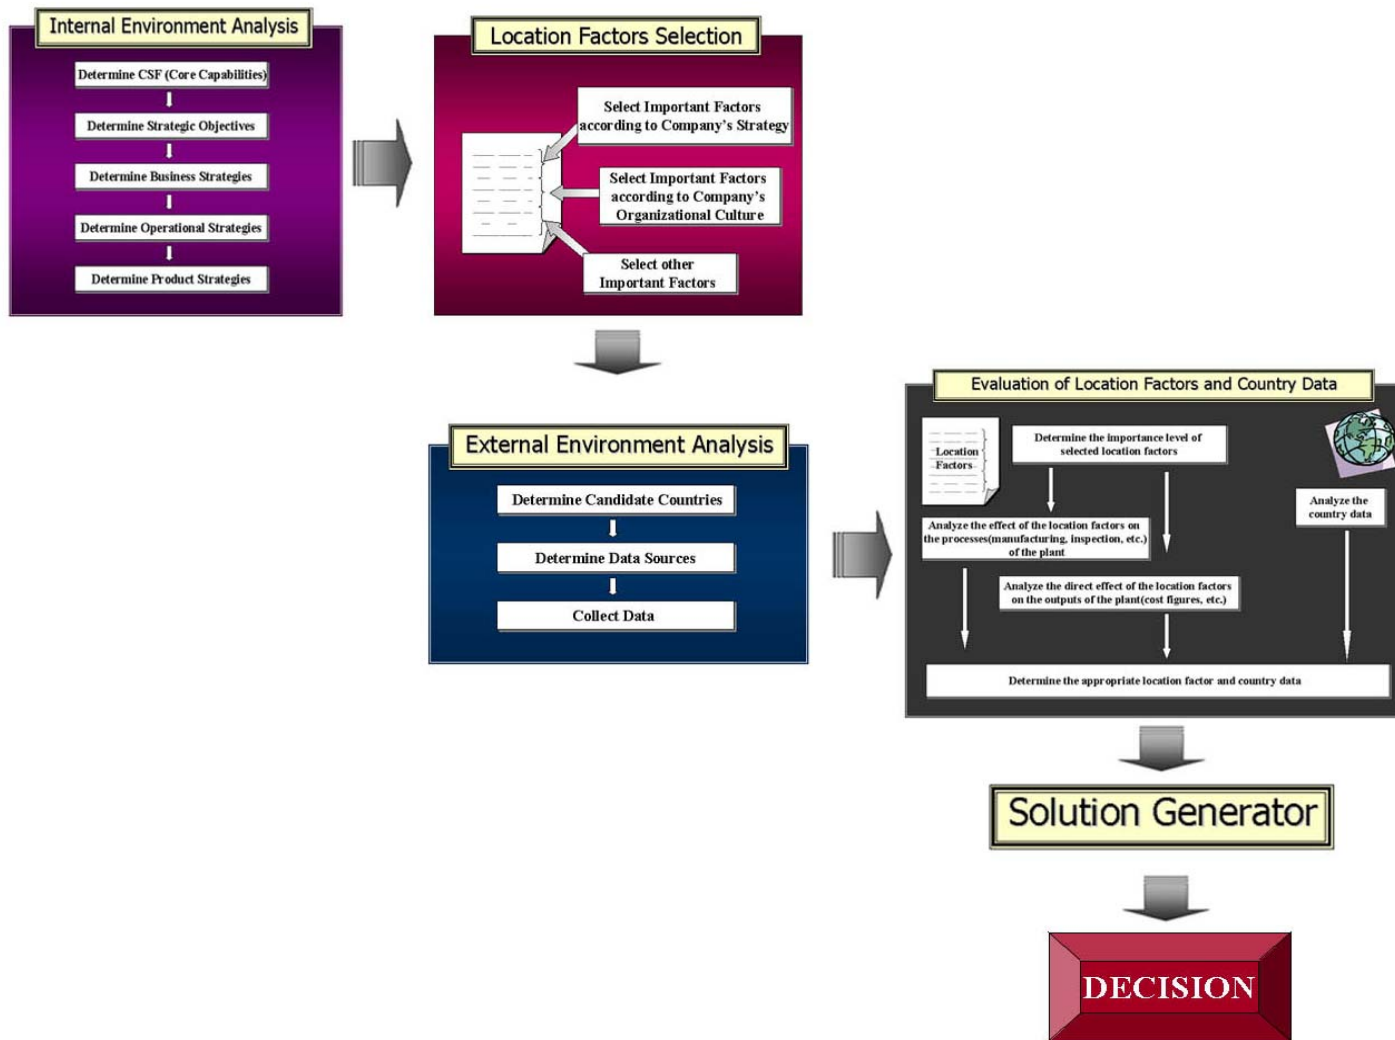 Internal Environment Analysis
Determine CSF (Core Capabilities)
Determine Strategic Objectives
Determine Business Strategies
Determine Operational Strategies
Determine Product Strategies
Location Factors Selection
Select Important Factors
according to Company's Strategy
Select Important Factors
according to Company's
Organizational Culture
Select other
Important Factors
External Environment Analysis
Determine Candidate Countries
Determine Data Sources
Collect Data
Evaluation of Location Factors and Country Data
Location
Factors
Determine the importance level of
selected location factors
Analyze the
country data
Analyze the effect of the location factors on
the processes(manufacturing, inspection, etc.)
of the plant
Analyze the direct effect of the location factors
on the outputs of the plant(cost figures, etc.)
Determine the appropriate location factor and country data
Solution Generator
DECISION